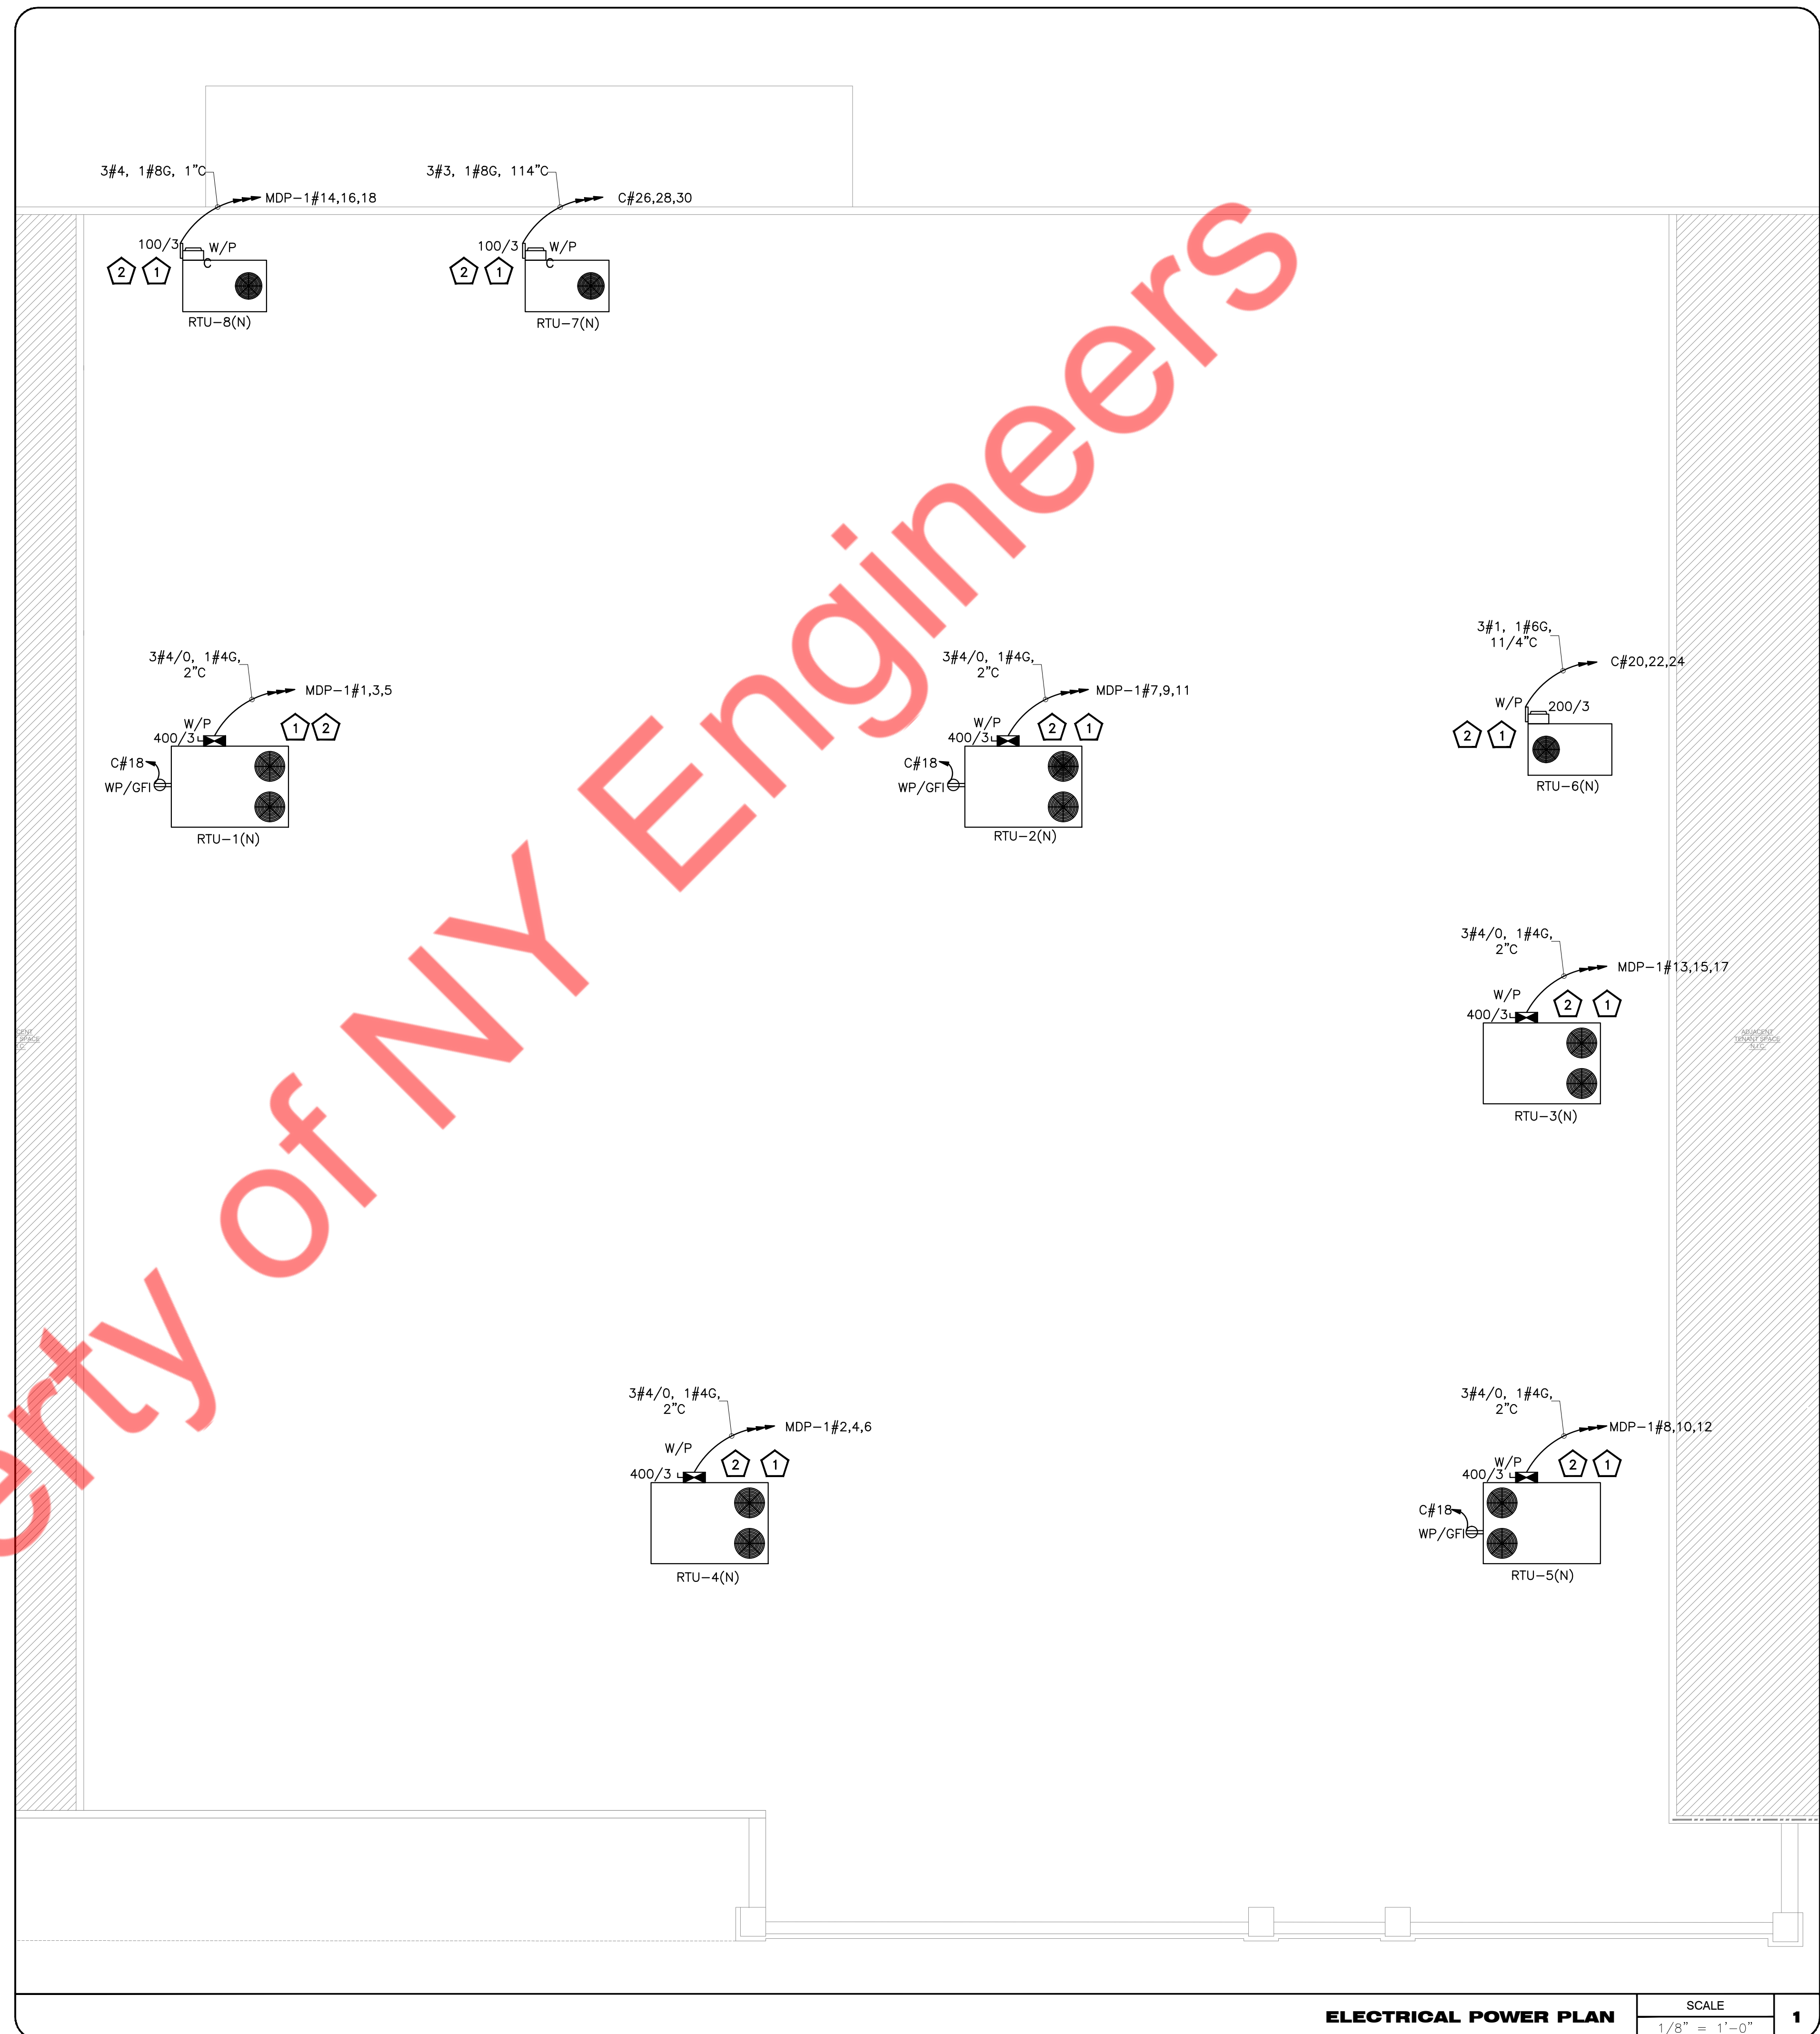 3#4, 1#8G, 1"C
MDP-1#14,16,18
100/3
W/P
C
2
1
RTU-8(N)
3#3, 1#8G, 114"C
C#26,28,30
100/3
W/P
C
2
1
RTU-7(N)
3#4/0, 1#4G,
2"C
MDP-1#1,3,5
W/P
1
2
400/3
C#18
WP/GFI
RTU-1(N)
3#4/0, 1#4G,
2"C
MDP-1#7,9,11
W/P
2
1
400/3
C#18
WP/GFI
RTU-2(N)
3#1, 1#6G,
11/4"C
C#20,22,24
W/P
200/3
2
1
RTU-6(N)
3#4/0, 1#4G,
2"C
MDP-1#13,15,17
W/P
2
1
400/3
RTU-3(N)
CENT
SPACE
ADJACENT
TENANT SPACE
N.I.C.
3#4/0, 1#4G,
2"C
MDP-1#2,4,6
W/P
2
1
400/3
RTU-4(N)
3#4/0, 1#4G,
2"C
MDP-1#8,10,12
W/P
2
1
400/3
C#18
WP/GFI
RTU-5(N)
erty of NY Engineers
ELECTRICAL POWER PLAN
SCALE
1/8" = 1'-0"
1